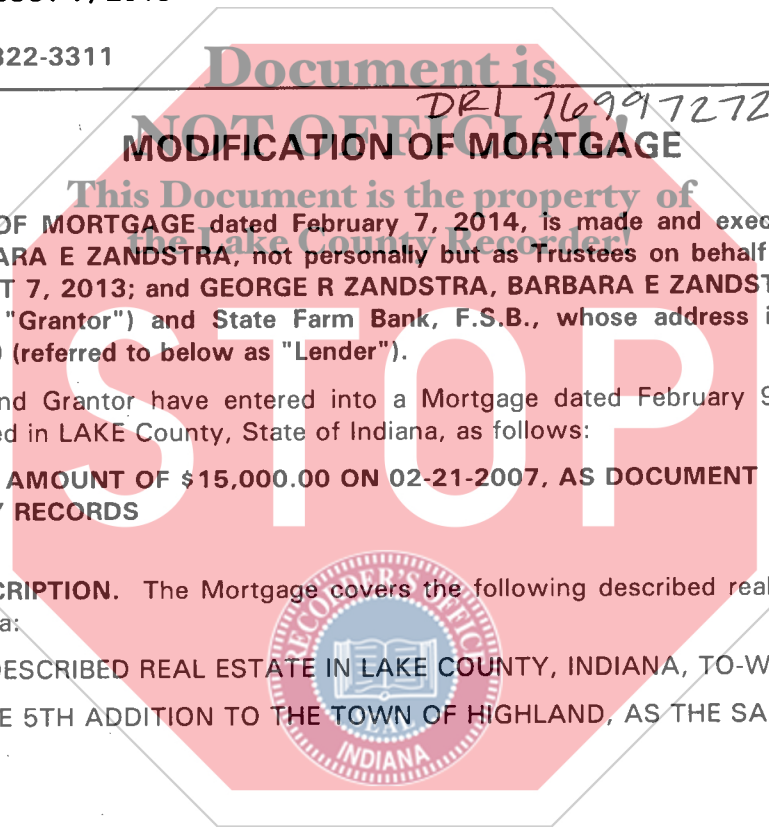 322-3311
Document is
DRI 76997272
NOT OFFICIAL!
MODIFICATION OF MORTGAGE
This Document is the property of
OF MORTGAGE dated February 7, 2014, is made and exec
the Lake County Recorder!
ARA E ZANDSTRA, not personally but as Trustees on behalf
T 7, 2013; and GEORGE R ZANDSTRA, BARBARA E ZANDST
"Grantor") and State Farm Bank, F.S.B., whose address i
(referred to below as "Lender").
STOP
nd Grantor have entered into a Mortgage dated February 9
ed in LAKE County, State of Indiana, as follows:
AMOUNT OF $15,000.00 ON 02-21-2007, AS DOCUMENT
Y RECORDS
CRIPTION. The Mortgage covers the following described real
a:
RECORDER'S OFFICE
SEAL
INDIANA
DESCRIBED REAL ESTATE IN LAKE COUNTY, INDIANA, TO-W
E 5TH ADDITION TO THE TOWN OF HIGHLAND, AS THE SA